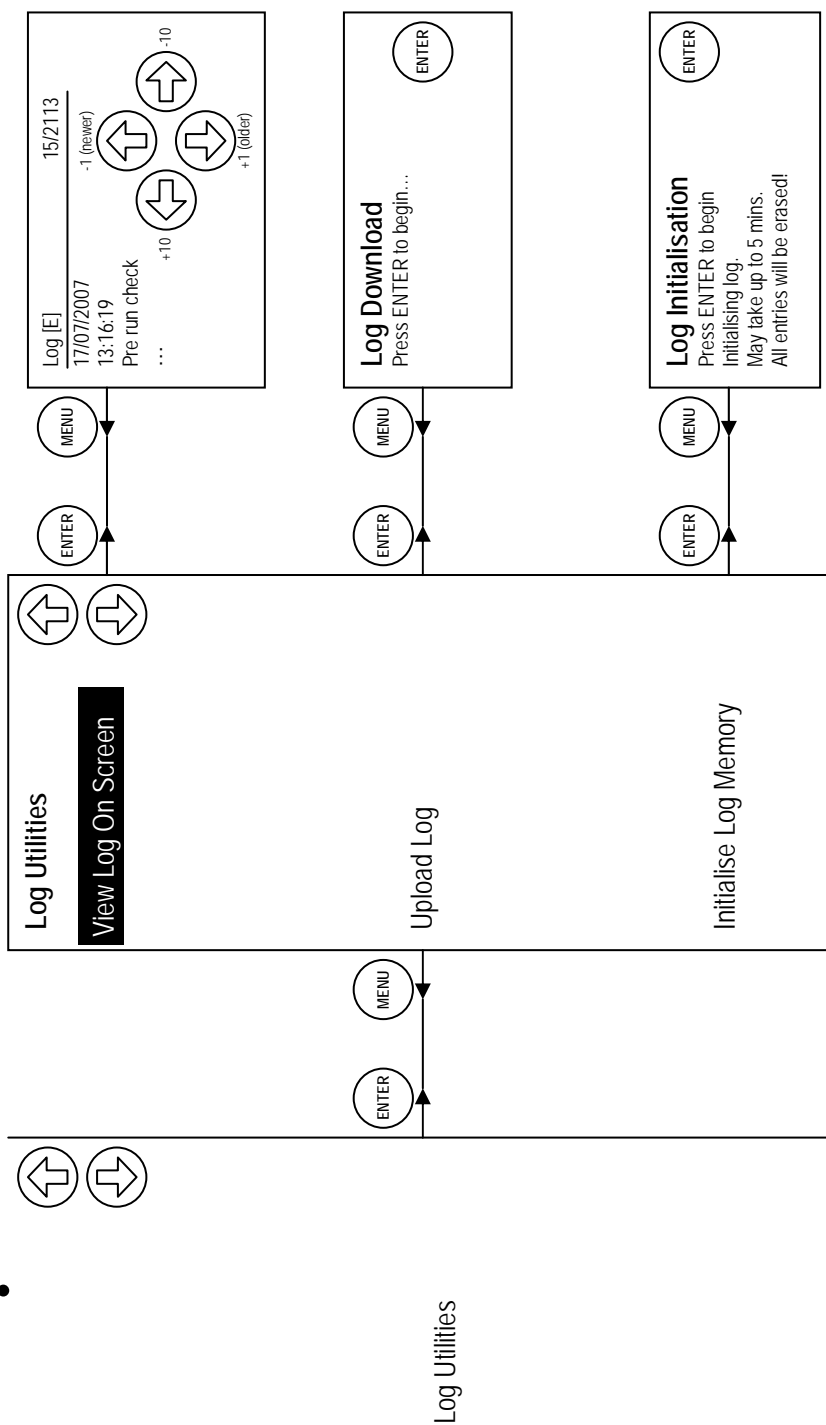 Log Utilities
ENTER
MENU
Log Utilities
View Log On Screen
Upload Log
Initialise Log Memory
ENTER
MENU
Log [E] 15/2113
17/07/2007
13:16:19
Pre run check
...
-1 (newer)
+10
-10
+1 (older)
ENTER
MENU
Log Download
Press ENTER to begin...
ENTER
ENTER
MENU
Log Initialisation
Press ENTER to begin
Initialising log.
May take up to 5 mins.
All entries will be erased!
ENTER